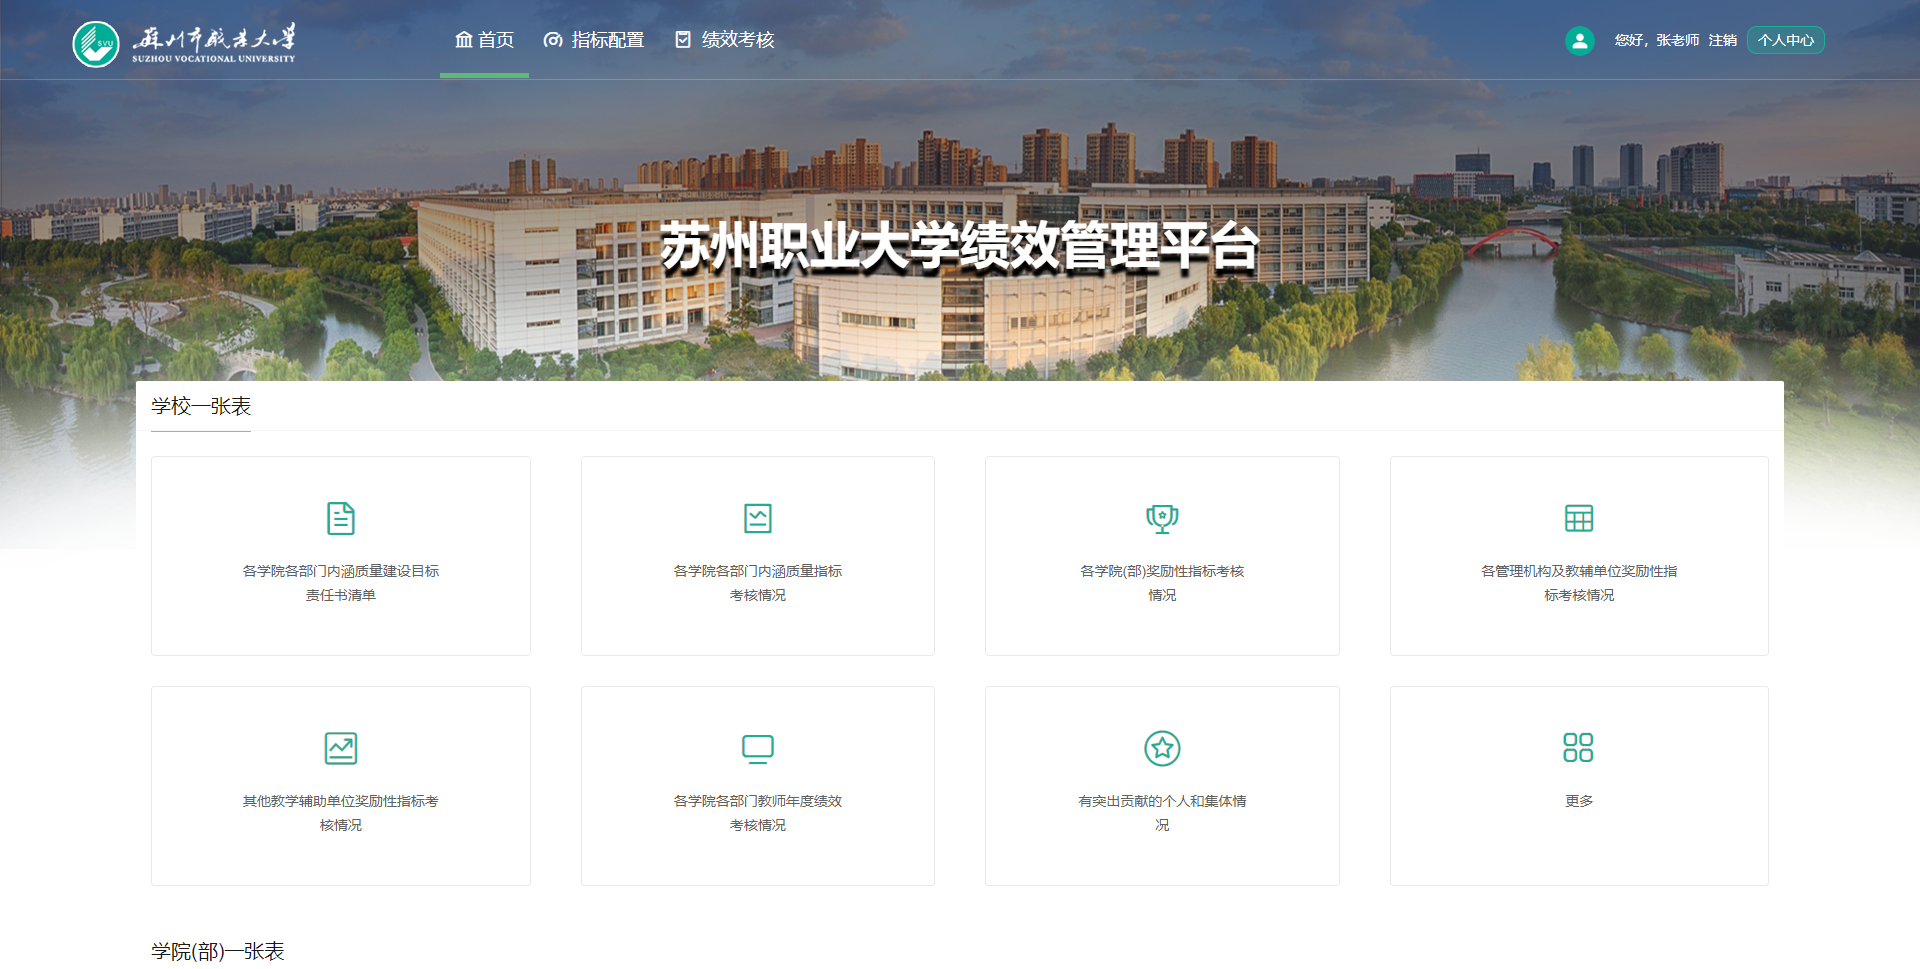 SVU
蘇州市職業大學
SUZHOU VOCATIONAL UNIVERSITY
首页
指标配置
绩效考核
您好，张老师
注销
个人中心
苏州职业大学绩效管理平台
学校一张表
各学院各部门内涵质量建设目标
责任书清单
各学院各部门内涵质量指标
考核情况
各学院(部)奖励性指标考核
情况
各管理机构及教辅单位奖励性指
标考核情况
其他教学辅助单位奖励性指标考
核情况
各学院各部门教师年度绩效
考核情况
有突出贡献的个人和集体情
况
更多
学院(部)一张表